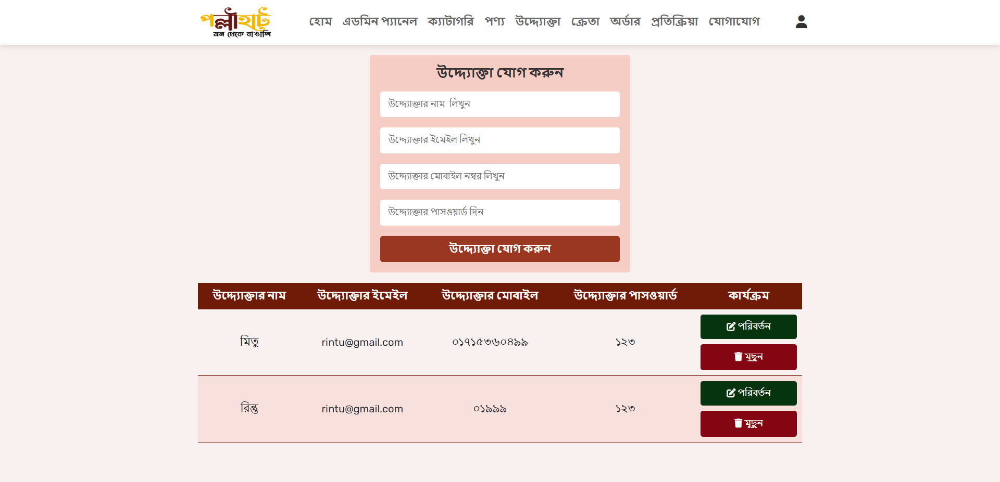 পল্লীহাট
মন থেকে বাঙালি
হোম এডমিন প্যানেল ক্যাটাগরি পণ্য উদ্দ্যোক্তা ক্রেতা অর্ডার প্রতিক্রিয়া যোগাযোগ
উদ্দ্যোক্তা যোগ করুন
উদ্দ্যোক্তার নাম লিখুন
উদ্দ্যোক্তার ইমেইল লিখুন
উদ্দ্যোক্তার মোবাইল নম্বর লিখুন
উদ্দ্যোক্তার পাসওয়ার্ড দিন
উদ্দ্যোক্তা যোগ করুন
উদ্দ্যোক্তার নাম উদ্দ্যোক্তার ইমেইল উদ্দ্যোক্তার মোবাইল উদ্দ্যোক্তার পাসওয়ার্ড কার্যক্রম
মিতু rintu@gmail.com ০১৭১৫৩৬০৪৯৯ ১২৩ পরিবর্তন
মুছুন
রিন্তু rintu@gmail.com ০১৯৯৯ ১২৩ পরিবর্তন
মুছুন